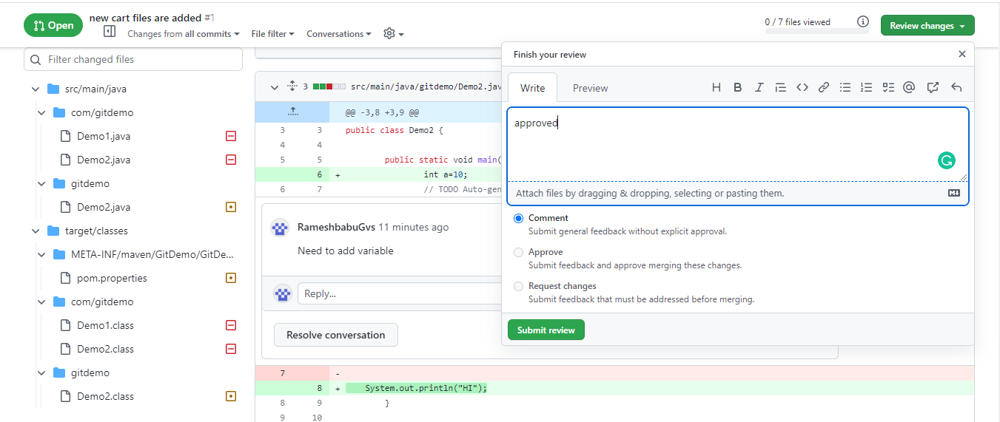 Open
new cart files are added #1
Changes from all commits File filter Conversations
0 / 7 files viewed
Review changes
Filter changed files
src/main/java
com/gitdemo
Demo1.java
Demo2.java
gitdemo
Demo2.java
target/classes
META-INF/maven/GitDemo/GitDe...
pom.properties
com/gitdemo
Demo1.class
Demo2.class
gitdemo
Demo2.class
3 src/main/java/gitdemo/Demo2.jav
@@ -3,8 +3,9 @@
3 3 public class Demo2 {
4 4
5 5 public static void main(
6 + int a=10;
6 7 // TODO Auto-gen
RameshbabuGvs 11 minutes ago
Need to add variable
Reply...
Resolve conversation
7 -
8 + System.out.println("HI");
8 9 }
9 10
Finish your review
Write Preview
H B I
approved
Attach files by dragging & dropping, selecting or pasting them.
Comment
Submit general feedback without explicit approval.
Approve
Submit feedback and approve merging these changes.
Request changes
Submit feedback that must be addressed before merging.
Submit review